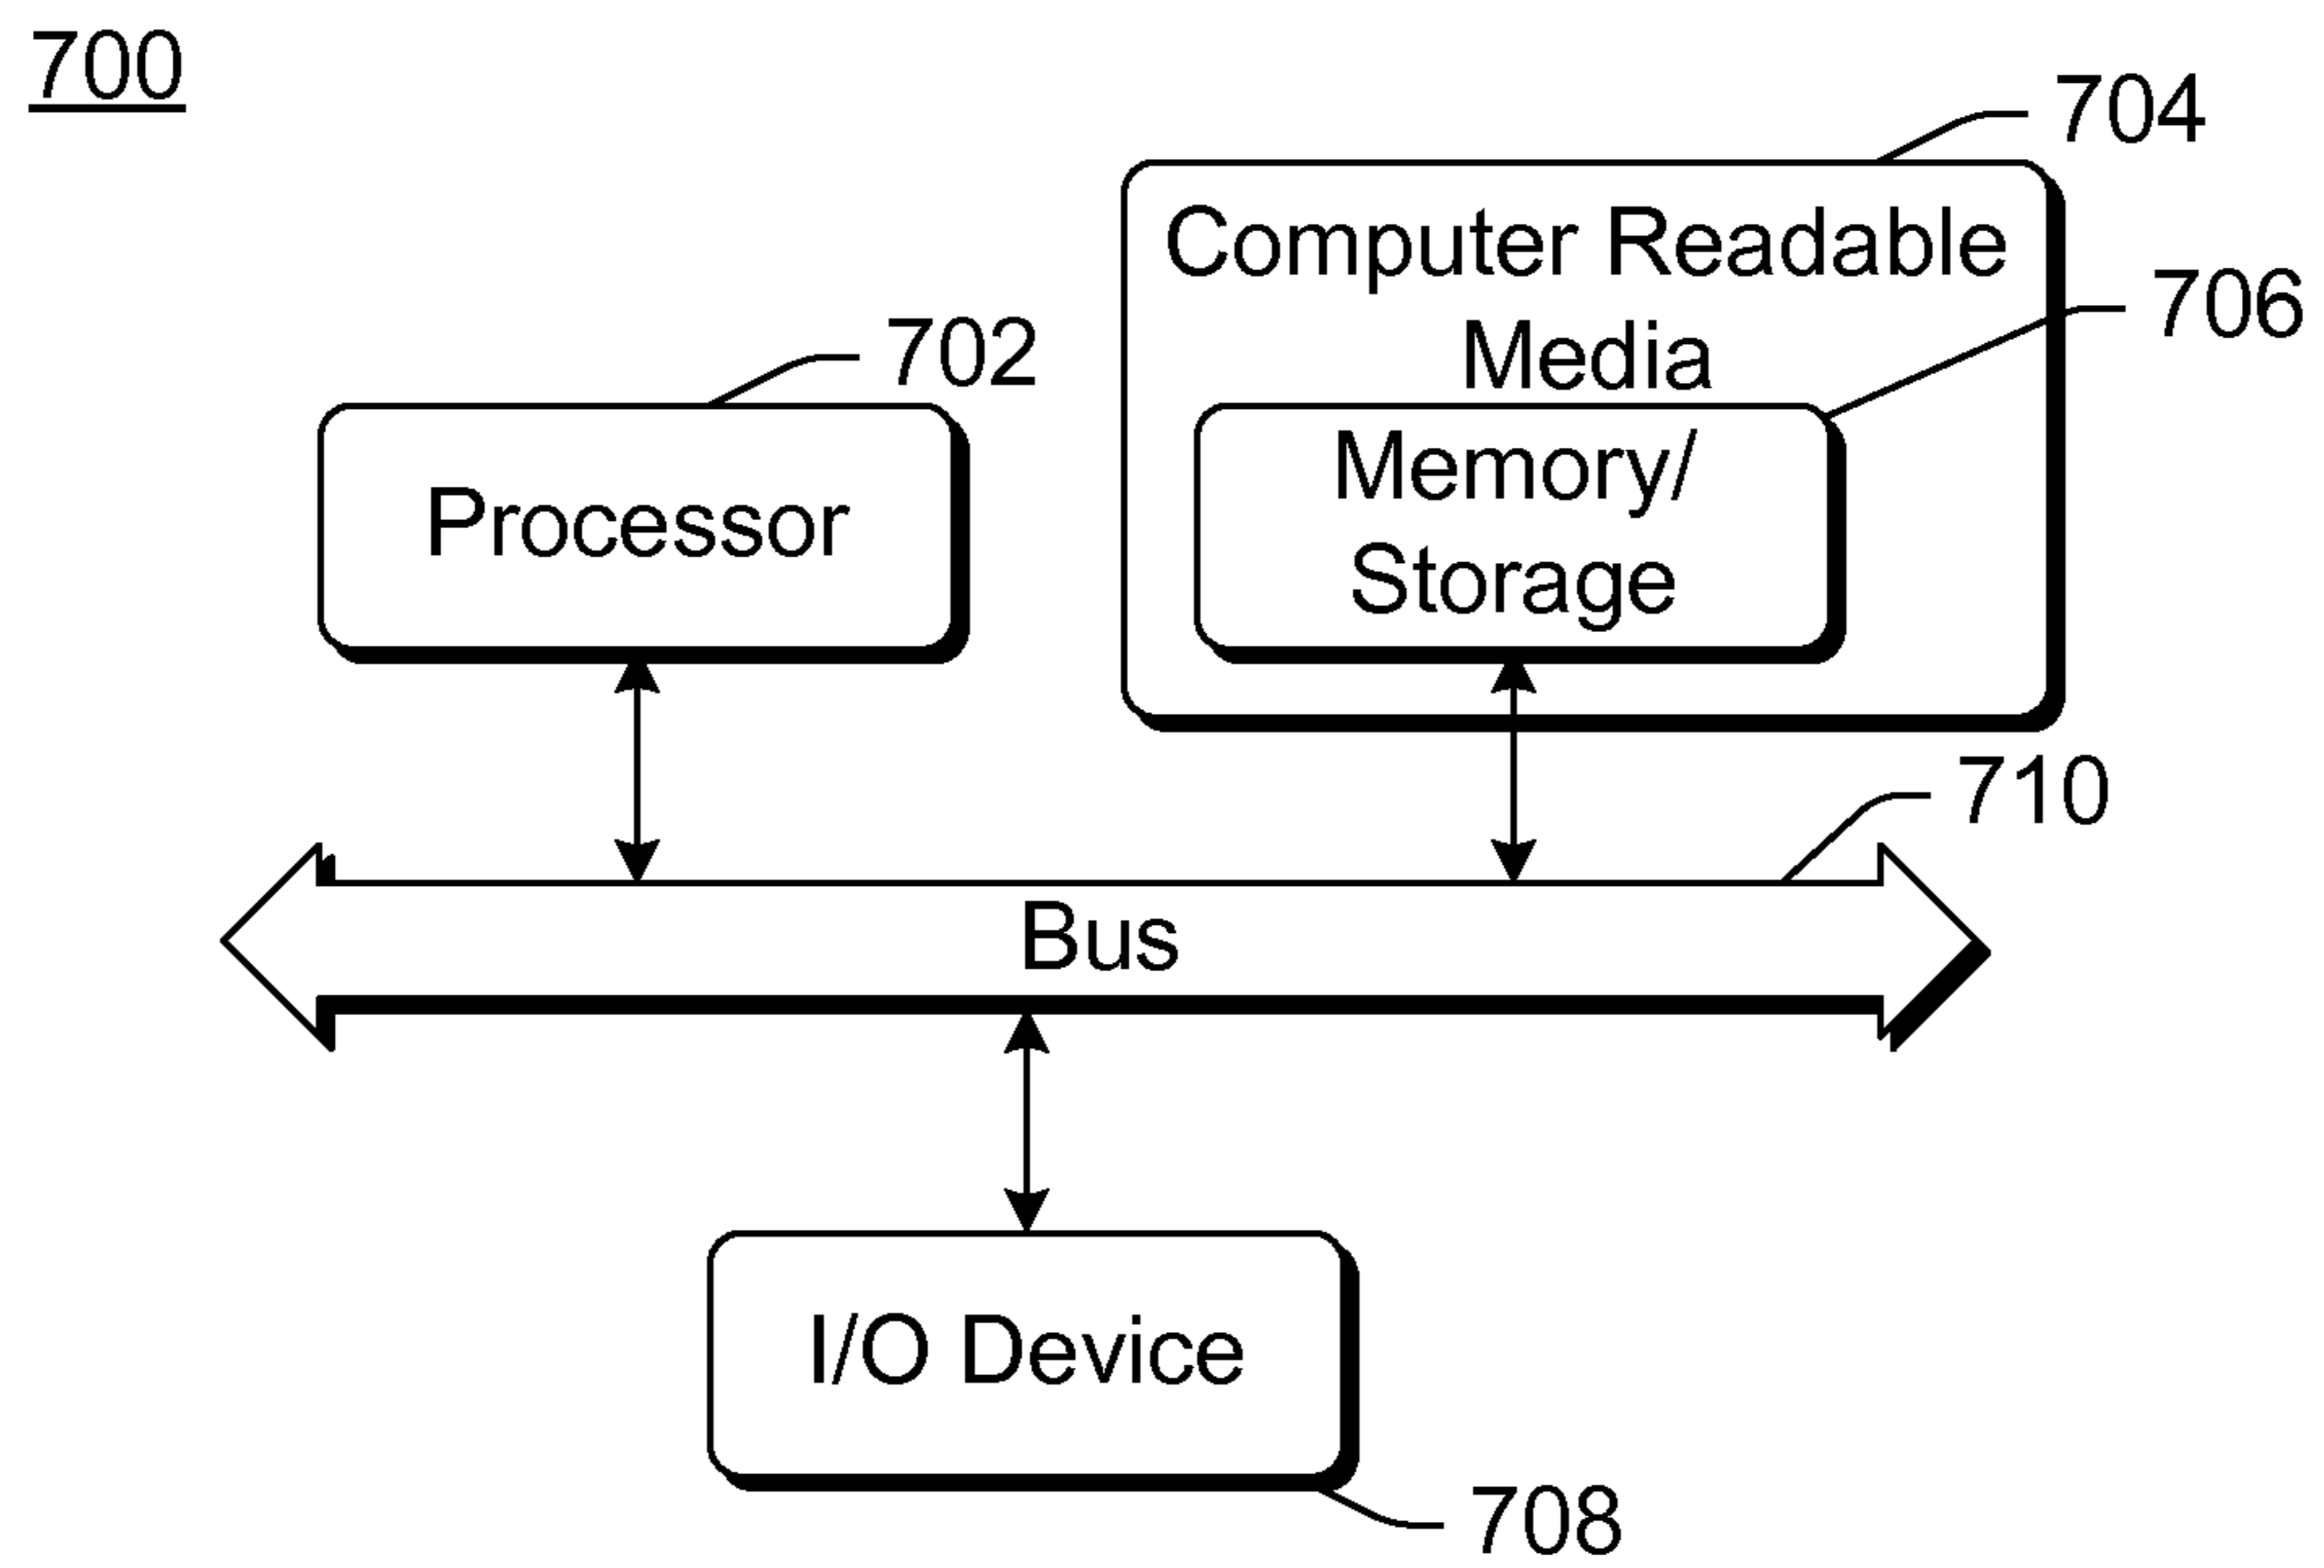 700
704
Computer Readable
Media
706
702
Memory/
Storage
Processor
710
Bus
I/O Device
708